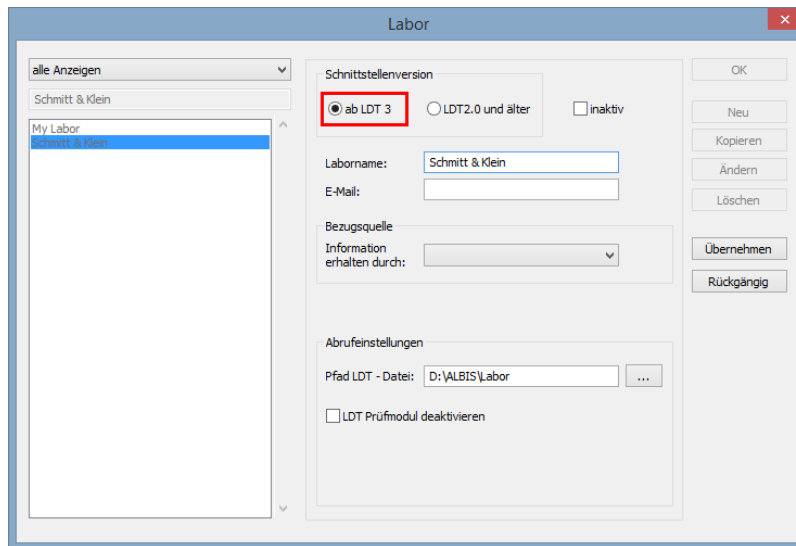 Labor
alle Anzeigen
Schmitt & Klein
My Labor
Schmitt & Klein
Schnittstellenversion
ab LDT 3
LDT2.0 und älter
inaktiv
Laborname: Schmitt & Klein
E-Mail:
Bezugsquelle
Information
erhalten durch:
Abrufeinstellungen
Pfad LDT - Datei: D:\ALBIS\Labor ...
LDT Prüfmodul deaktivieren
OK
Neu
Kopieren
Ändern
Löschen
Übernehmen
Rückgängig